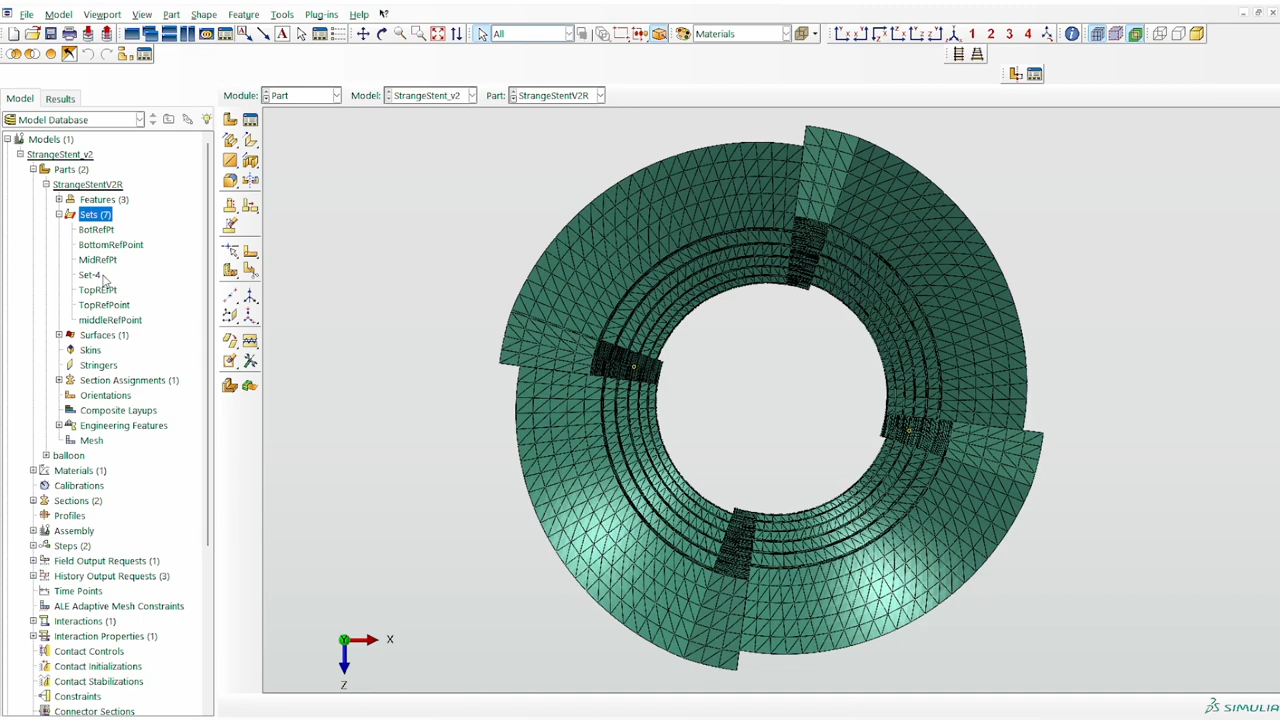 File Model Viewport View Part Shape Feature Tools Plug-ins Help
All
Materials
1 2 3 4
Model Results
Module: Part Model: StrangeStent_v2 Part: StrangeStentV2R
Model Database
Models (1)
StrangeStent_v2
Parts (2)
StrangeStentV2R
Features (3)
Sets (7)
BotRefPt
BottomRefPoint
MidRefPt
Set-4
TopRefPt
TopRefPoint
middleRefPoint
Surfaces (1)
Skins
Stringers
Section Assignments (1)
Orientations
Composite Layups
Engineering Features
Mesh
balloon
Materials (1)
Calibrations
Sections (2)
Profiles
Assembly
Steps (2)
Field Output Requests (1)
History Output Requests (3)
Time Points
ALE Adaptive Mesh Constraints
Interactions (1)
Interaction Properties (1)
Contact Controls
Contact Initializations
Contact Stabilizations
Constraints
Connector Sections
Y
X
Z
SIMULIA